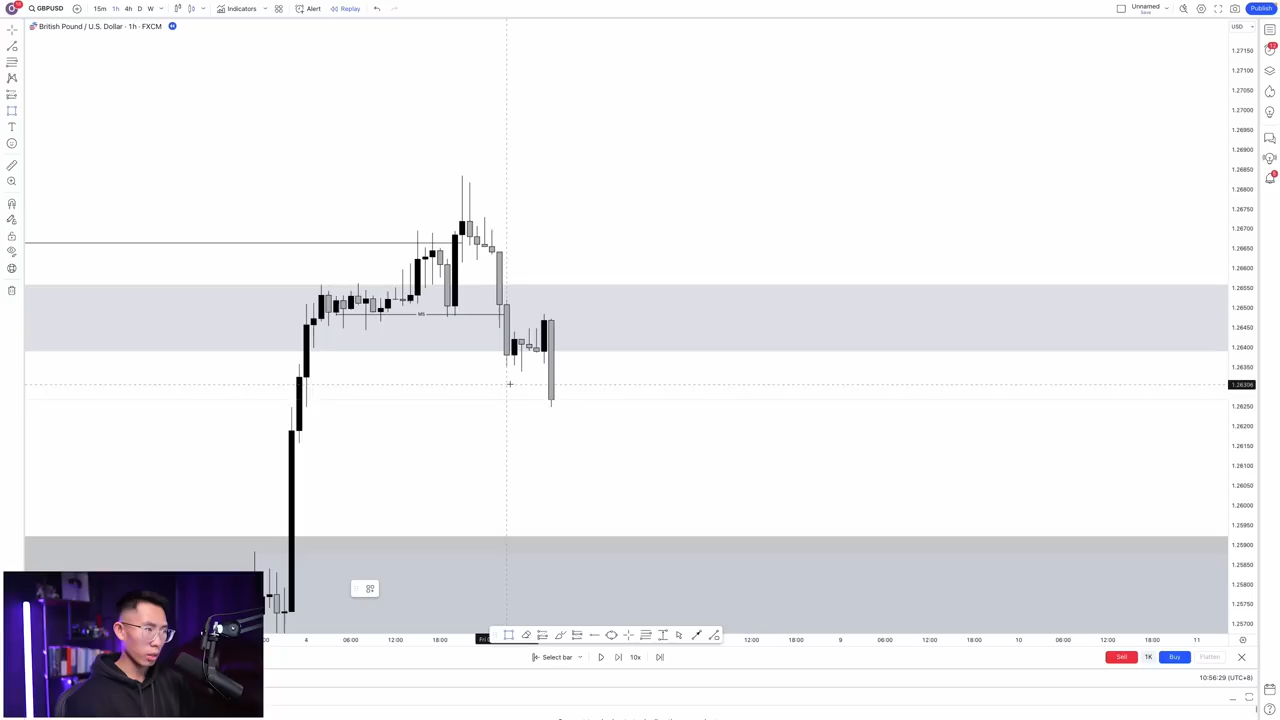 GBPUSD
15m 1h 4h D W
Indicators
Alert
Replay
Unnamed
Save
Publish
British Pound / U.S. Dollar · 1h · FXCM
USD
1.27150
1.27100
1.27050
1.27000
1.26950
1.26900
1.26850
1.26800
1.26750
1.26700
1.26650
1.26600
1.26550
1.26500
1.26450
1.26400
1.26350
1.26306
1.26250
1.26200
1.26150
1.26100
1.26050
1.26000
1.25950
1.25900
1.25850
1.25800
1.25750
1.25700
MS
4 06:00 12:00 18:00 12:00 18:00 9 06:00 12:00 18:00 10 06:00 12:00 18:00 11
Select bar
10x
Sell
1K
Buy
Flatten
10:56:29 (UTC+8)